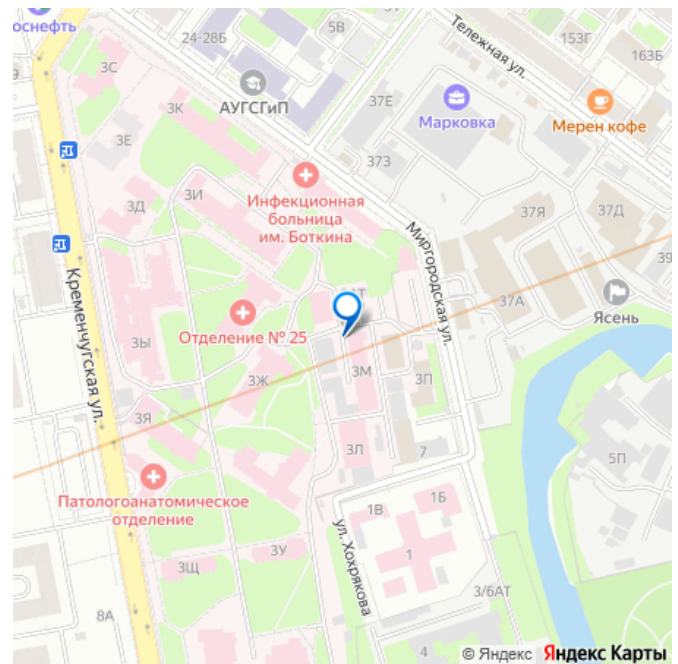 оснефть
24-28Б
5В
Тележная ул.
153Г
163Б
3С
АУГСГиП
37Е
Марковка
Мерен кофе
3К
3Е
373
Инфекционная
больница
им. Боткина
3И
3Д
37Я
37Д
Миргородская ул.
39
Кременчугская ул.
Отделение № 25
37А
Ясень
3Ы
3Ж
3М
3П
3Я
3Л
7
5П
Патологоанатомическое
отделение
1В
1Б
3У
3Щ
ул. Хохрякова
1
3/6АТ
8А
4
© Яндекс Яндекс Карты